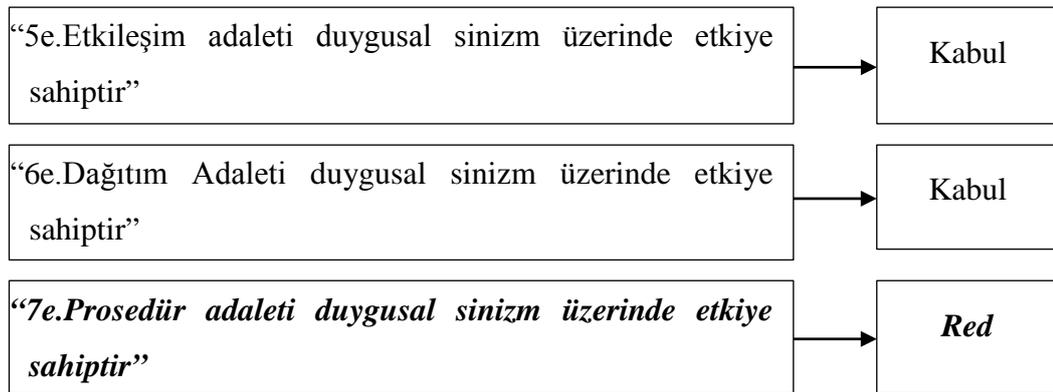 “5e.Etkileşim adaleti duygusal sinizm üzerinde etkiye
sahiptir”
Kabul
“6e.Dağıtım Adaleti duygusal sinizm üzerinde etkiye
sahiptir”
Kabul
“7e.Prosedür adaleti duygusal sinizm üzerinde etkiye
sahiptir”
Red